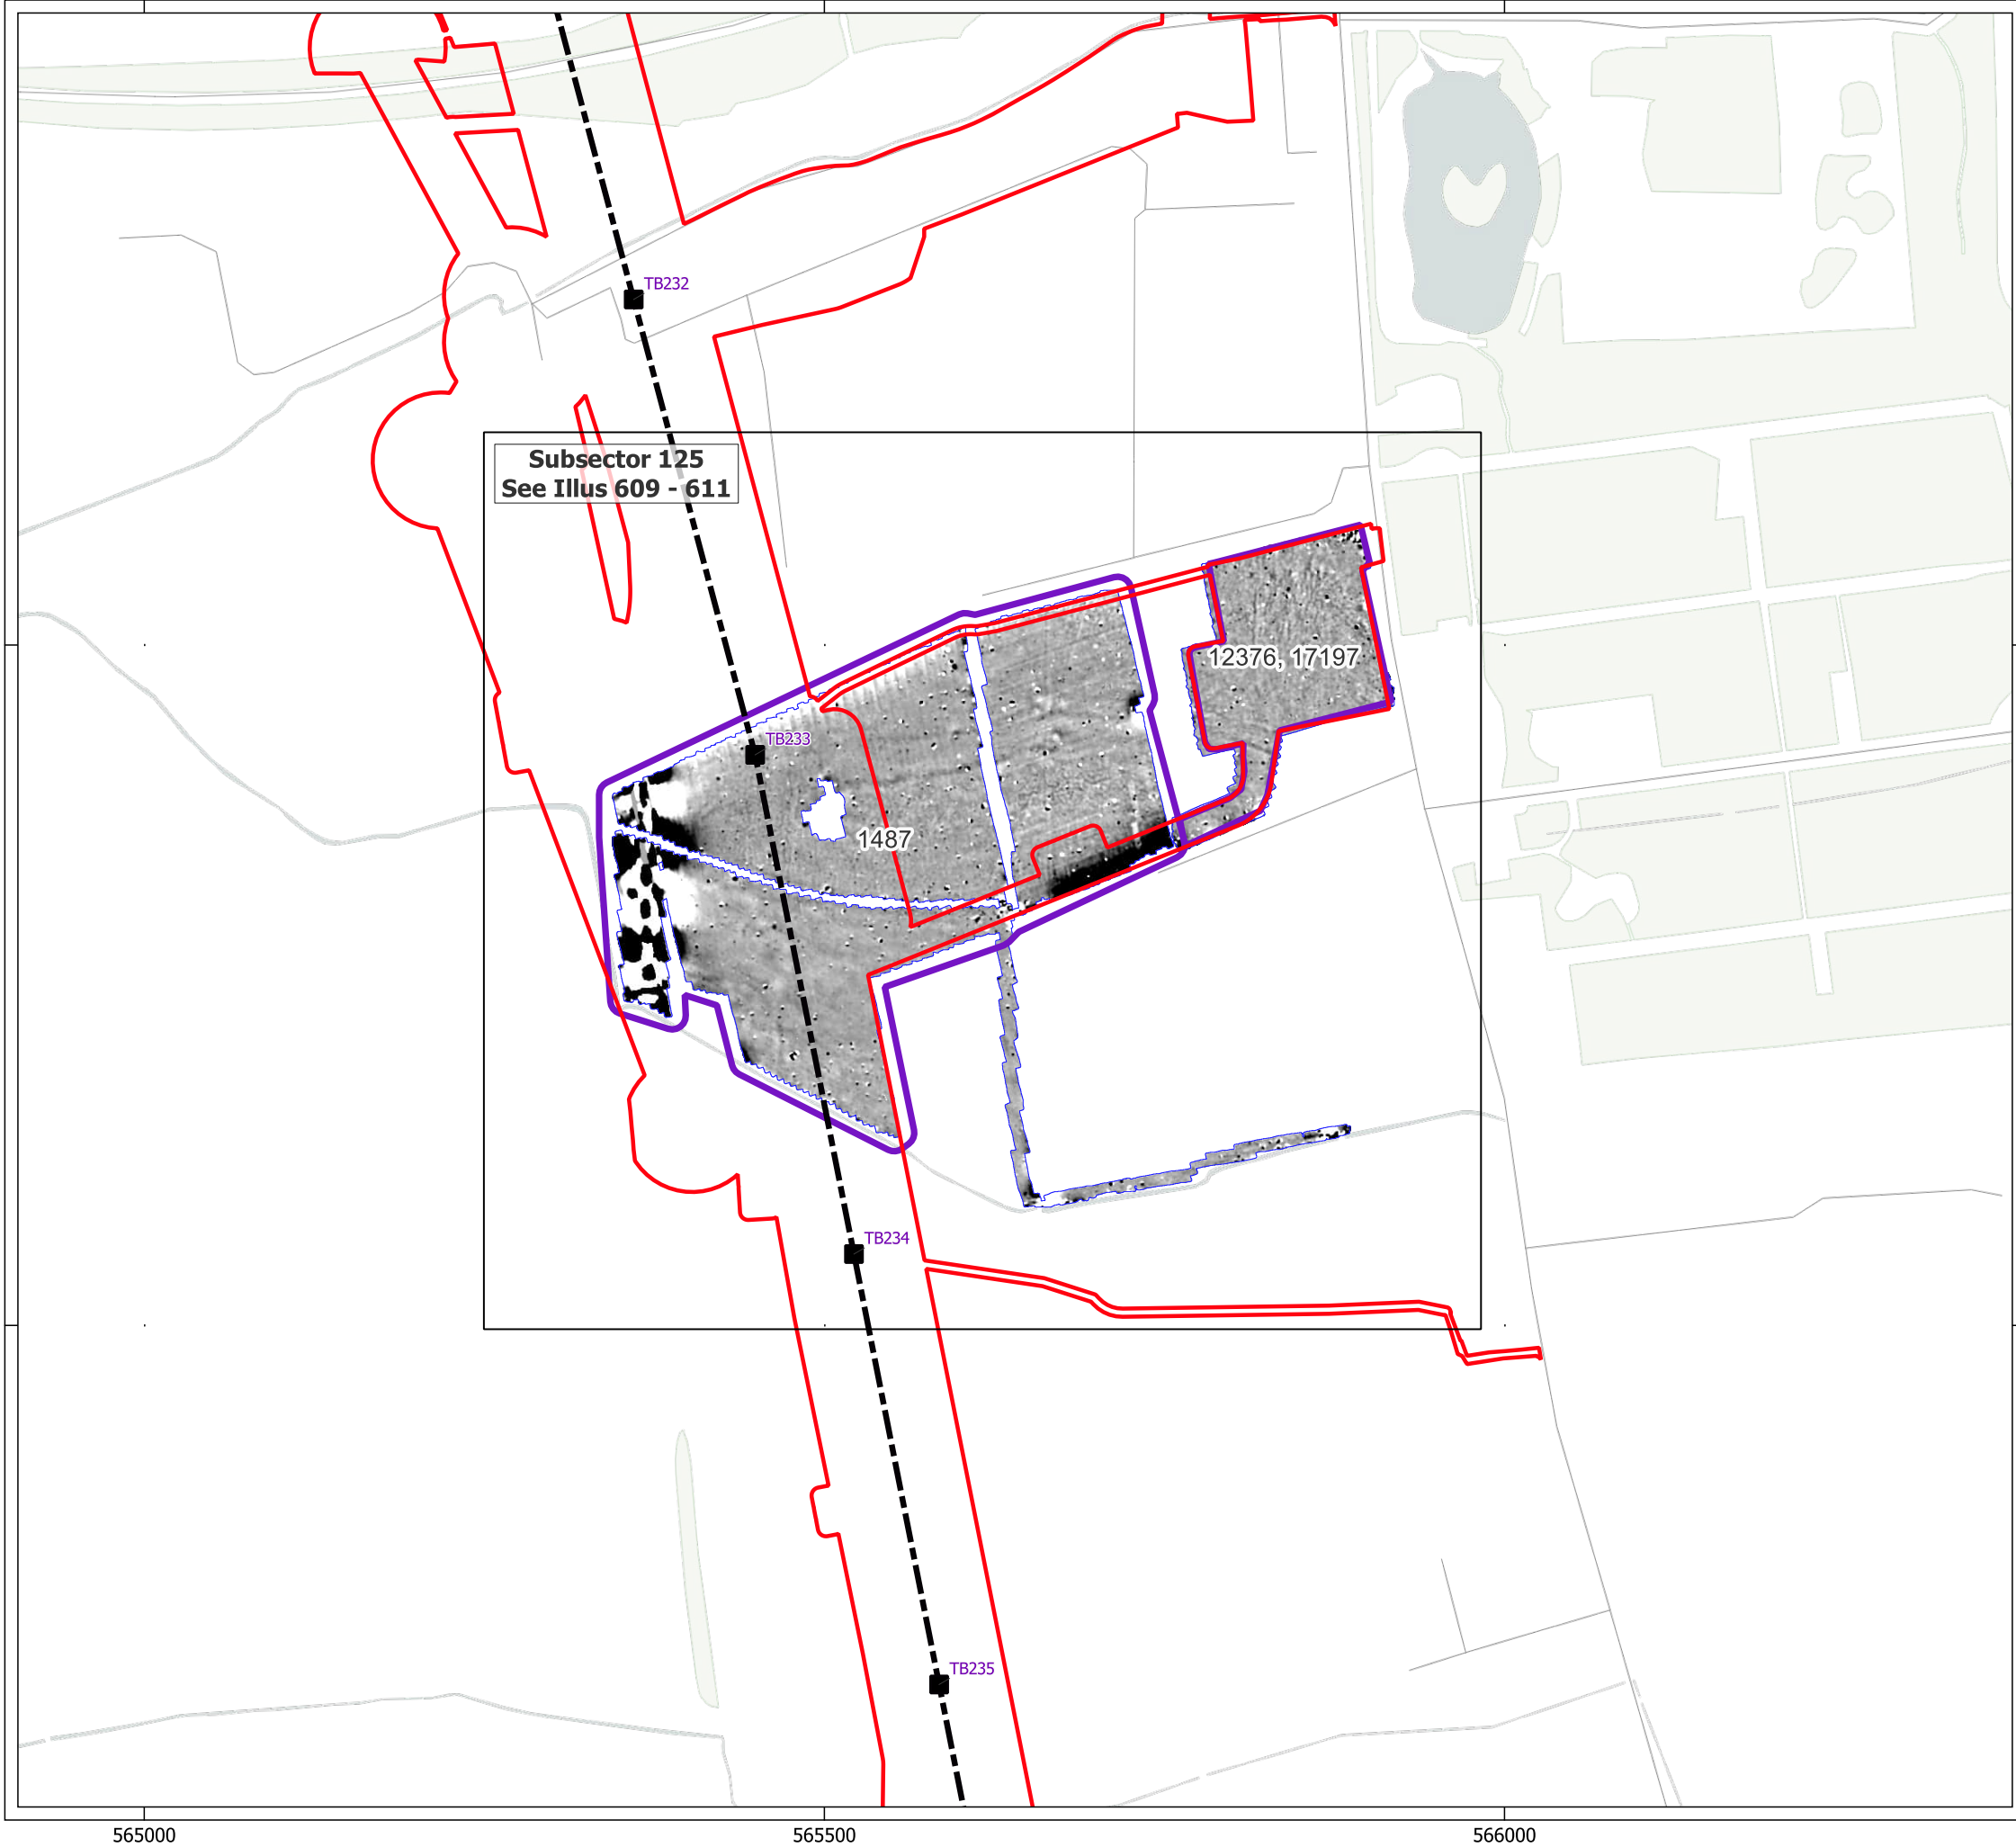 TB232
Subsector 125
See Illus 609 - 611
12376, 17197
TB233
1487
TB234
TB235
565000
565500
566000